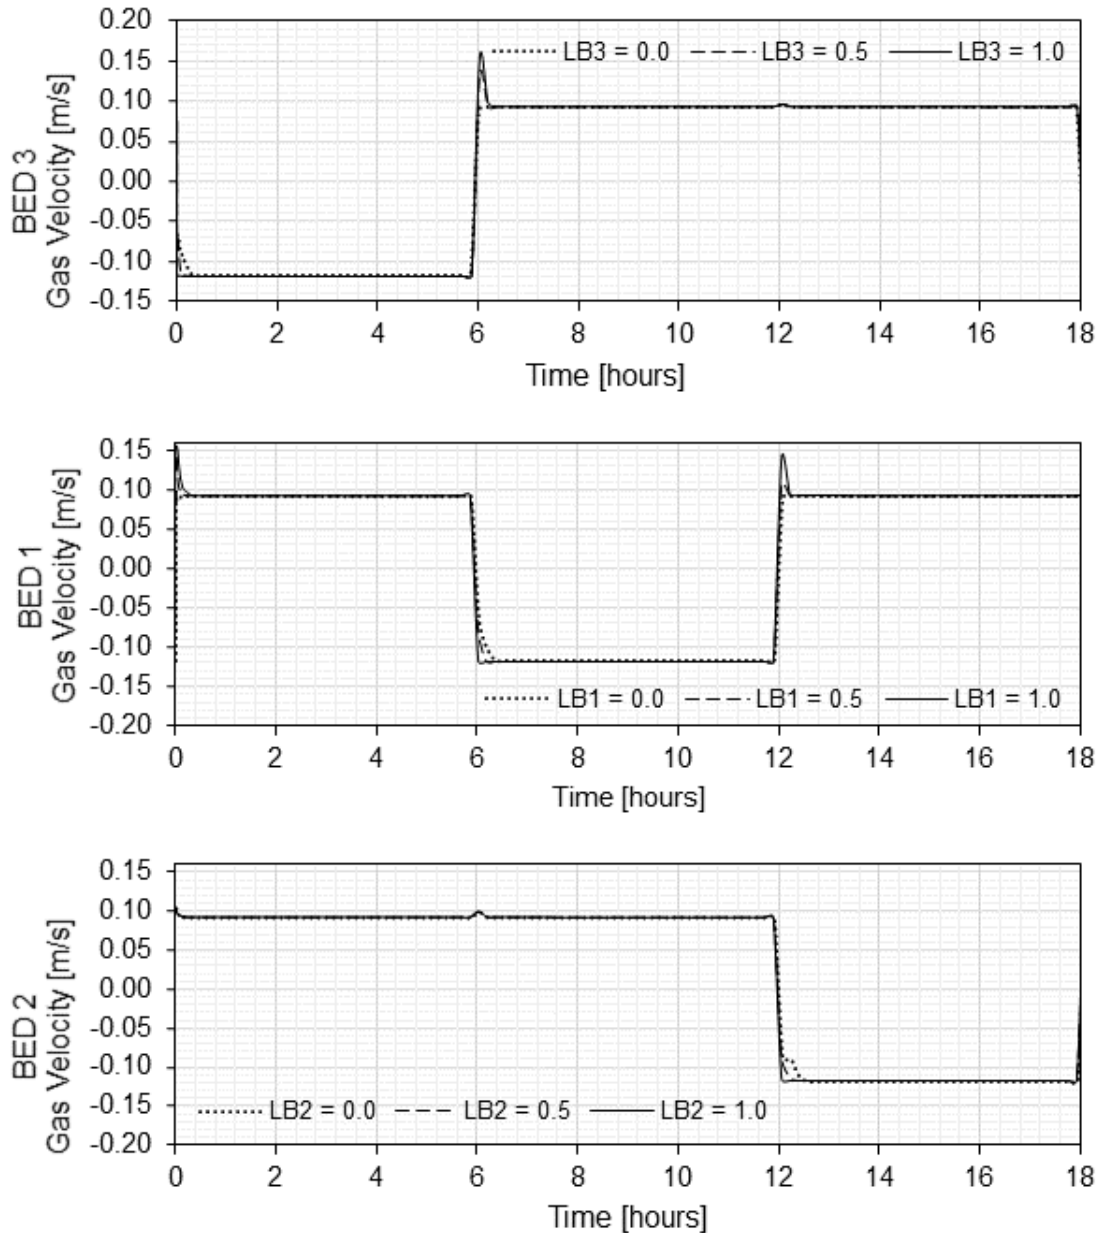 BED 3
Gas Velocity [m/s]
0.20
0.15
0.10
0.05
0.00
-0.05
-0.10
-0.15
LB3 = 0.0 LB3 = 0.5 LB3 = 1.0
0 2 4 6 8 10 12 14 16 18
Time [hours]
BED 1
Gas Velocity [m/s]
0.15
0.10
0.05
0.00
-0.05
-0.10
-0.15
-0.20
LB1 = 0.0 LB1 = 0.5 LB1 = 1.0
0 2 4 6 8 10 12 14 16 18
Time [hours]
BED 2
Gas Velocity [m/s]
0.15
0.10
0.05
0.00
-0.05
-0.10
-0.15
-0.20
LB2 = 0.0 LB2 = 0.5 LB2 = 1.0
0 2 4 6 8 10 12 14 16 18
Time [hours]